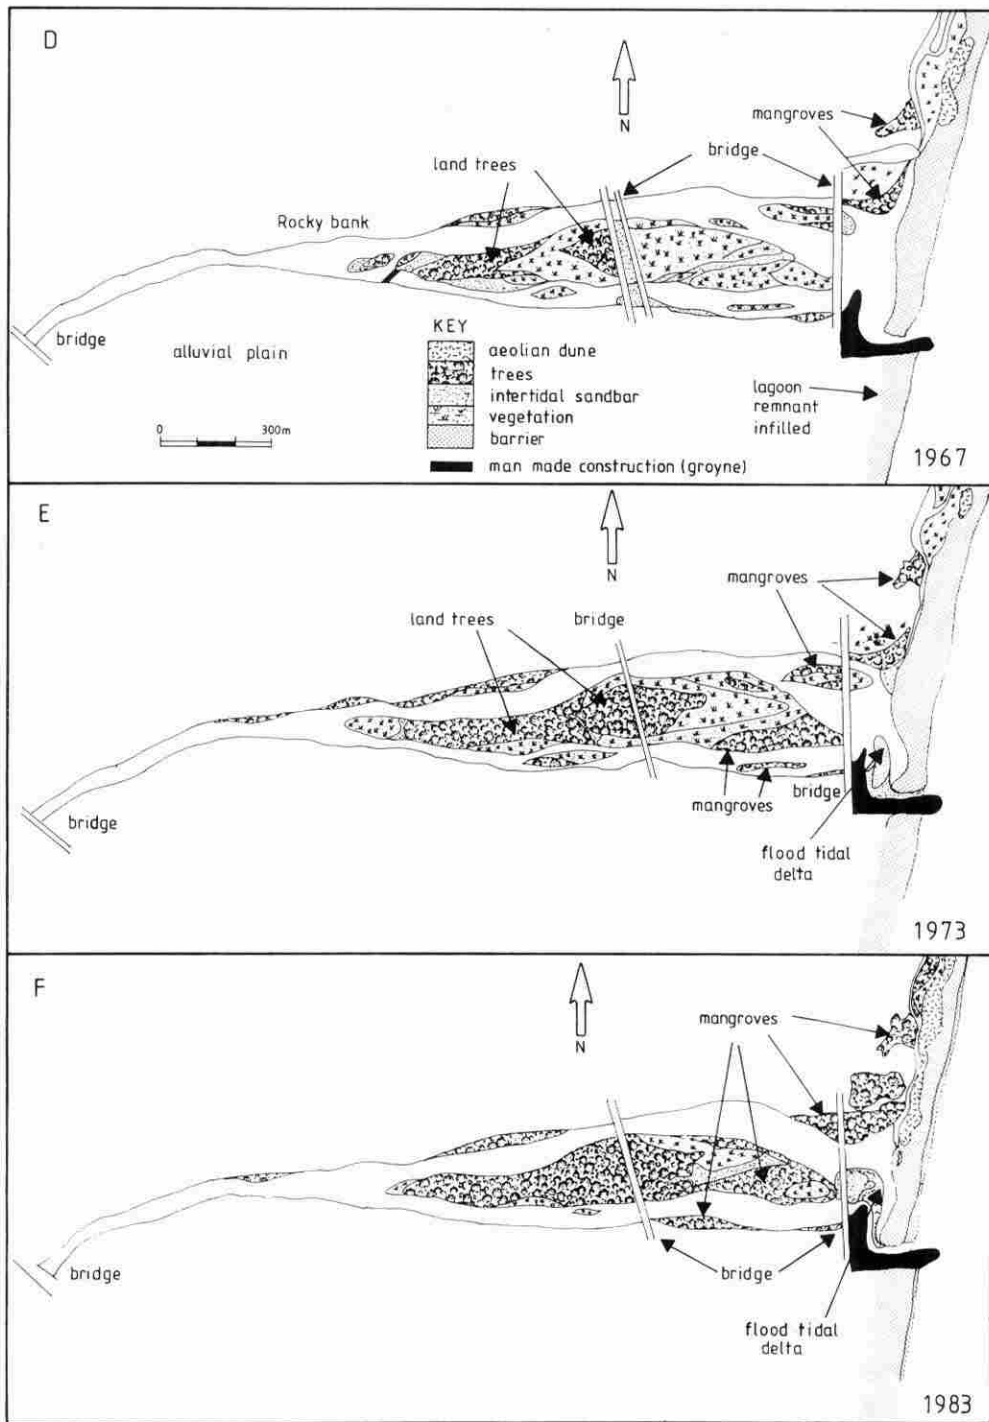 D
N
mangroves
bridge
land trees
Rocky bank
bridge
alluvial plain
KEY
aeolian dune
trees
intertidal sandbar
vegetation
barrier
man made construction (groyne)
0 300m
lagoon
remnant
infilled
1967
E
N
mangroves
land trees
bridge
bridge
mangroves
bridge
flood tidal
delta
1973
F
N
mangroves
bridge
bridge
flood tidal
delta
1983